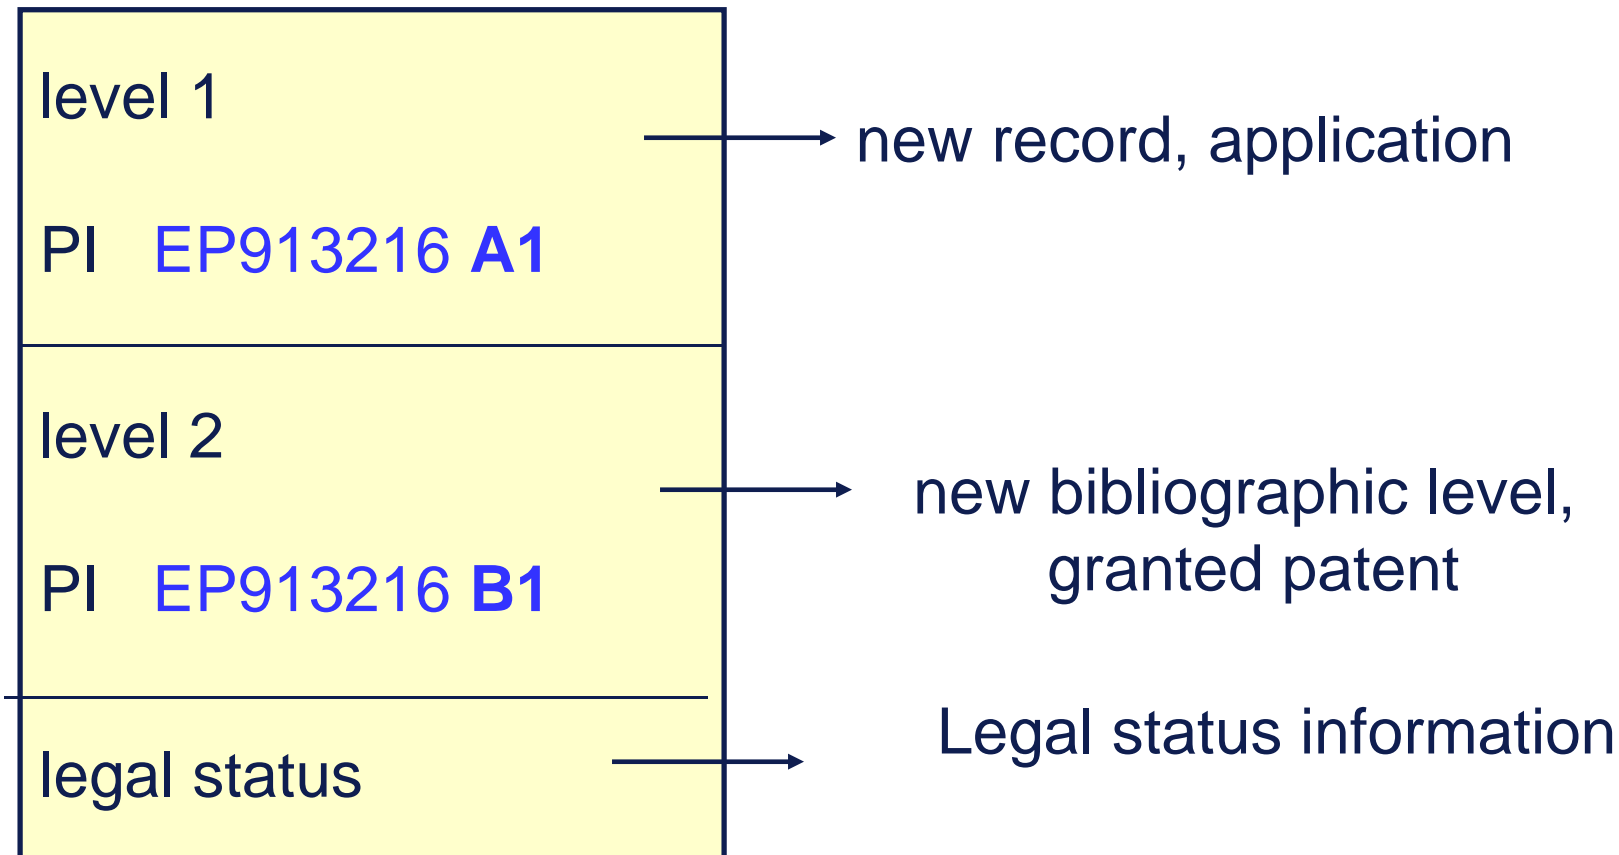 level 1
new record, application
PI EP913216 A1
level 2
new bibliographic level,
granted patent
PI EP913216 B1
Legal status information
legal status